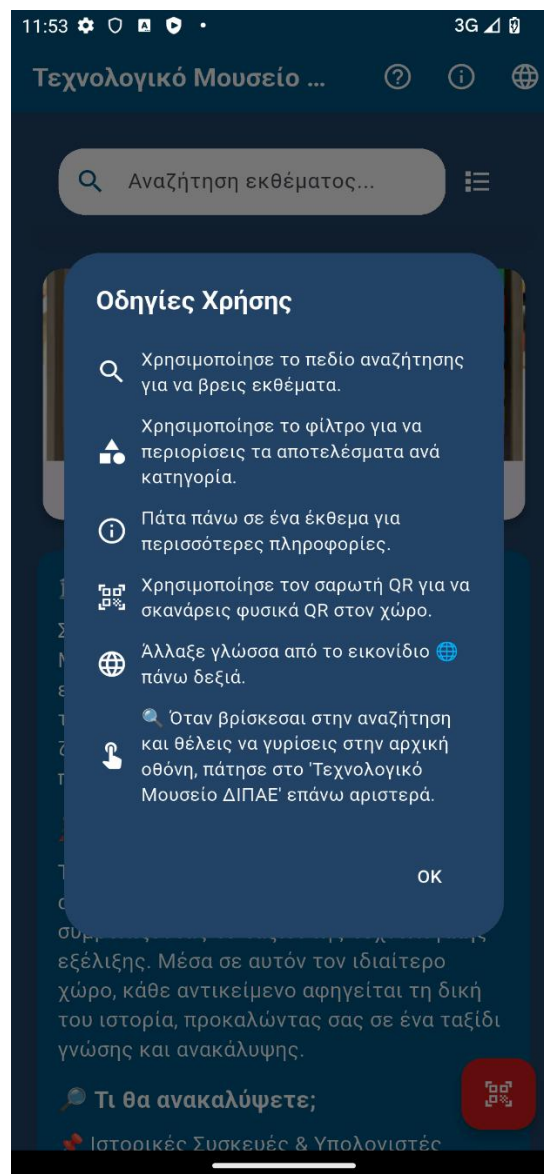 11:53
3G
Τεχνολογικό Μουσείο ...
Αναζήτηση εκθέματος...
Οδηγίες Χρήσης
Χρησιμοποίησε το πεδίο αναζήτησης
για να βρεις εκθέματα.
Χρησιμοποίησε το φίλτρο για να
περιορίσεις τα αποτελέσματα ανά
κατηγορία.
Πάτα πάνω σε ένα έκθεμα για
περισσότερες πληροφορίες.
Χρησιμοποίησε τον σαρωτή QR για να
σκανάρεις φυσικά QR στον χώρο.
Άλλαξε γλώσσα από το εικονίδιο 🌐
πάνω δεξιά.
🔍 Όταν βρίσκεσαι στην αναζήτηση
και θέλεις να γυρίσεις στην αρχική
οθόνη, πάτησε στο 'Τεχνολογικό
Μουσείο ΔΙΠΑΕ' επάνω αριστερά.
OK
εξέλιξης. Μέσα σε αυτόν τον ιδιαίτερο
χώρο, κάθε αντικείμενο αφηγείται τη δική
του ιστορία, προκαλώντας σας σε ένα ταξίδι
γνώσης και ανακάλυψης.
🔎 Τι θα ανακαλύψετε;
📌 Ιστορικές Συσκευές & Υπολογιστές